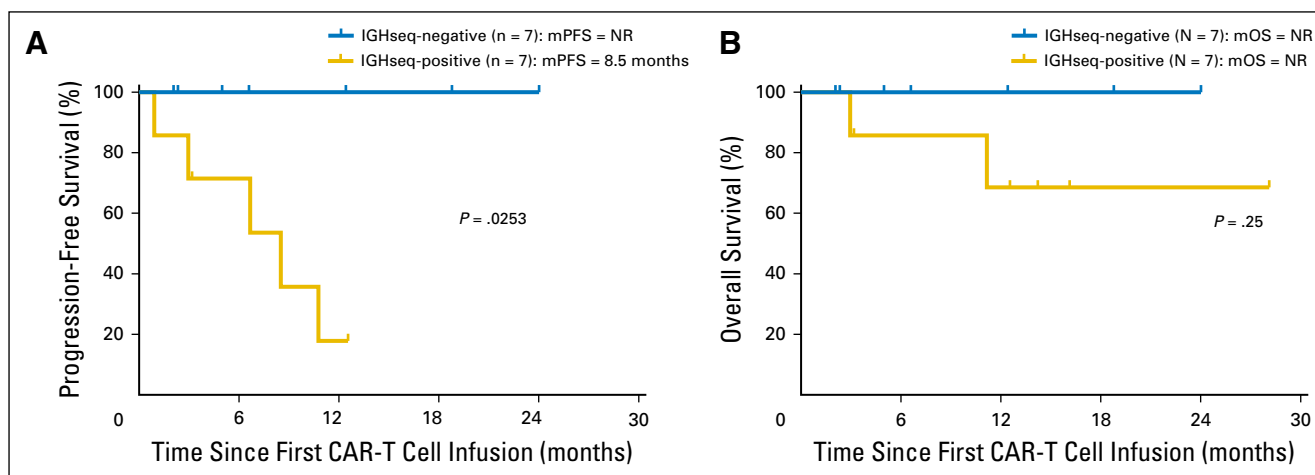 A
IGHseq-negative (n = 7): mPFS = NR
IGHseq-positive (n = 7): mPFS = 8.5 months
Progression-Free Survival (%)
100
80
60
40
20
0
P = .0253
6
12
18
24
30
Time Since First CAR-T Cell Infusion (months)
B
IGHseq-negative (N = 7): mOS = NR
IGHseq-positive (N = 7): mOS = NR
Overall Survival (%)
100
80
60
40
20
0
P = .25
6
12
18
24
30
Time Since First CAR-T Cell Infusion (months)